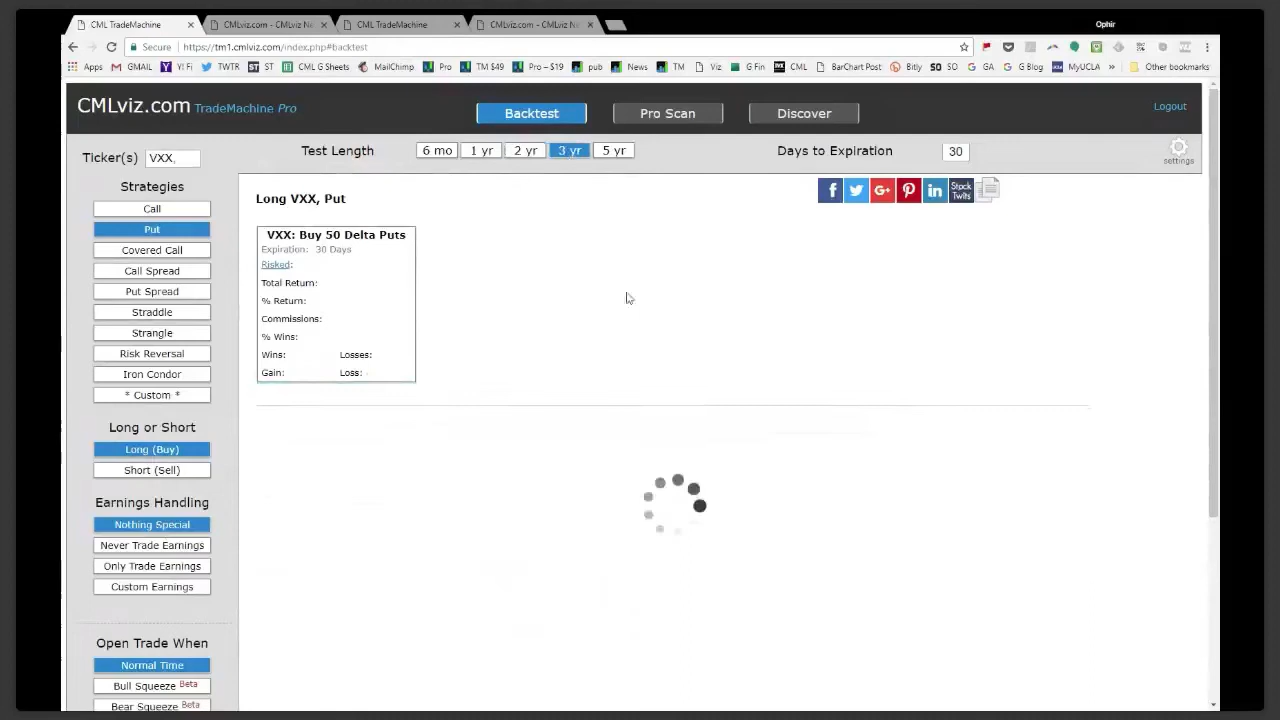 CML TradeMachine
CMLviz.com - CMLv Ne
CML TradeMachine
CMLviz.com - CMLv Ne
Ophir
Secure
https://tm1.cmlviz.com/index.php#backtest
Apps GMAIL Y! Fi TWTR ST CML G Sheets MailChimp Pro TM $49 Pro – $19 pub News TM Viz G Fin CML BarChart Post Bitly SO GA G Blog MyUCLA » Other bookmarks
CMLviz.com TradeMachine Pro
Backtest
Pro Scan
Discover
Logout
Ticker(s) VXX,
Test Length 6 mo 1 yr 2 yr 3 yr 5 yr
Days to Expiration 30
settings
Strategies
Call
Put
Covered Call
Call Spread
Put Spread
Straddle
Strangle
Risk Reversal
Iron Condor
* Custom *
Long or Short
Long (Buy)
Short (Sell)
Earnings Handling
Nothing Special
Never Trade Earnings
Only Trade Earnings
Custom Earnings
Open Trade When
Normal Time
Bull Squeeze Beta
Bear Squeeze Beta
Long VXX, Put
Stock
Twits
VXX: Buy 50 Delta Puts
Expiration: 30 Days
Risked:
Total Return:
% Return:
Commissions:
% Wins:
Wins: Losses:
Gain: Loss: